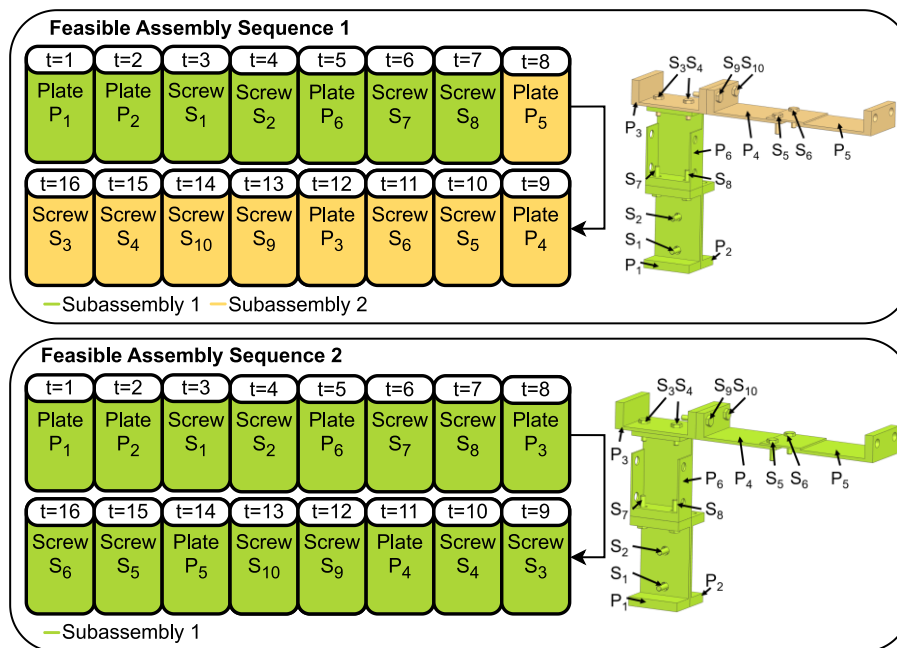 Feasible Assembly Sequence 1
t=1 t=2 t=3 t=4 t=5 t=6 t=7 t=8
Plate Plate Screw Screw Plate Screw Screw Plate
P1 P2 S1 S2 P6 S7 S8 P5
t=16 t=15 t=14 t=13 t=12 t=11 t=10 t=9
Screw Screw Screw Screw Plate Screw Screw Plate
S3 S4 S10 S9 P3 S6 S5 P4
Subassembly 1 Subassembly 2
S3S4 S9S10
P3 P6 P4 S5 S6 P5
S7 S8
S2
S1 P2
P1
Feasible Assembly Sequence 2
t=1 t=2 t=3 t=4 t=5 t=6 t=7 t=8
Plate Plate Screw Screw Plate Screw Screw Plate
P1 P2 S1 S2 P6 S7 S8 P3
t=16 t=15 t=14 t=13 t=12 t=11 t=10 t=9
Screw Screw Plate Screw Screw Plate Screw Screw
S6 S5 P5 S10 S9 P4 S4 S3
Subassembly 1
S3S4 S9S10
P3 P6 P4 S5 S6 P5
S7 S8
S2
S1 P2
P1